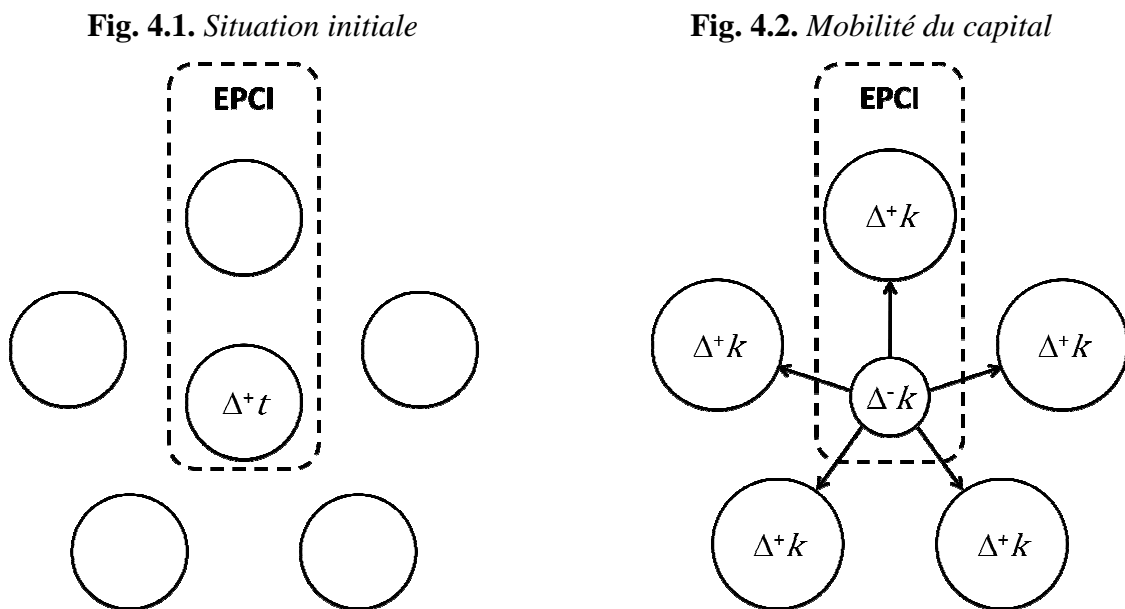 Fig. 4.1. Situation initiale
Fig. 4.2. Mobilité du capital
EPCI
Δ⁺t
EPCI
Δ⁺k
Δ⁺k
Δ⁺k
Δ⁻k
Δ⁺k
Δ⁺k